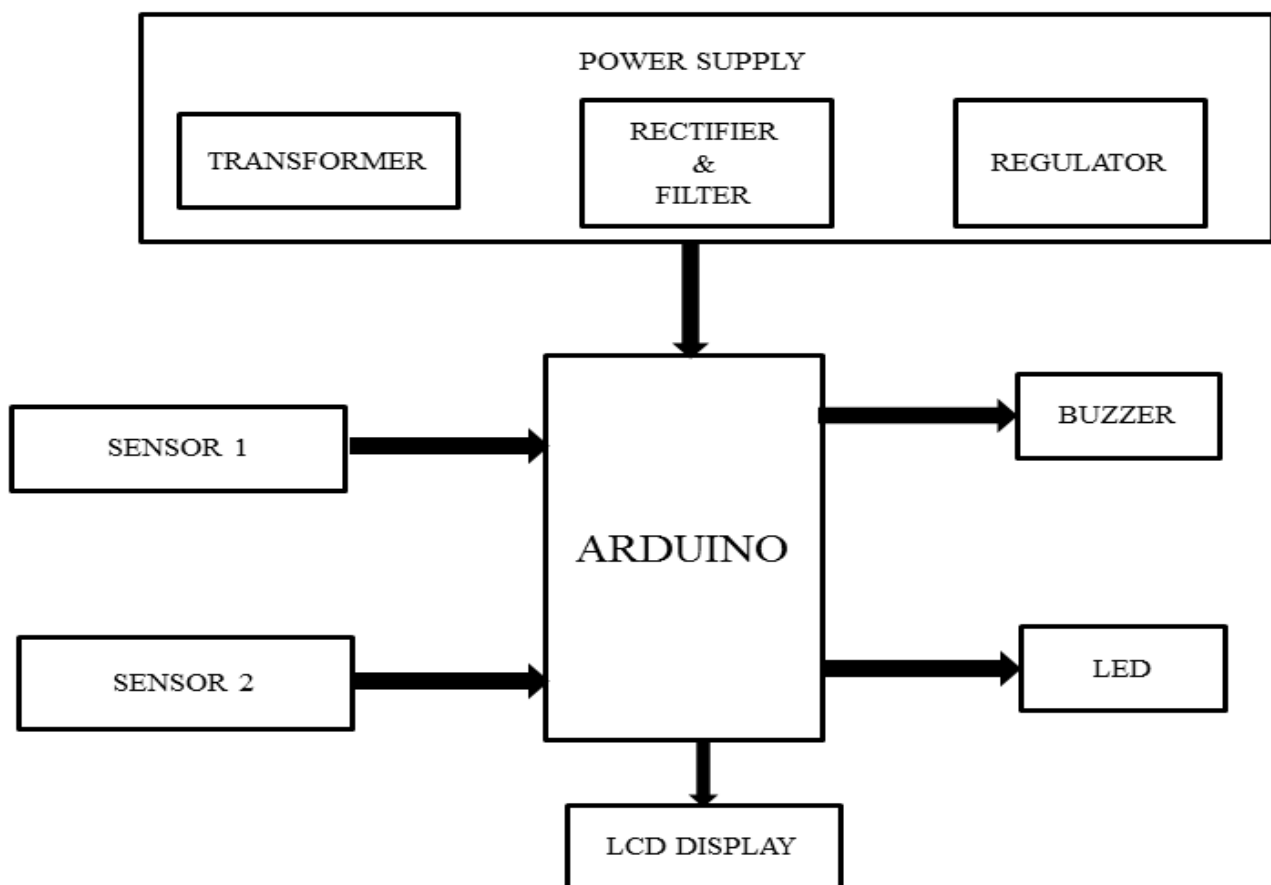 POWER SUPPLY
TRANSFORMER
RECTIFIER
&
FILTER
REGULATOR
SENSOR 1
BUZZER
ARDUINO
SENSOR 2
LED
LCD DISPLAY